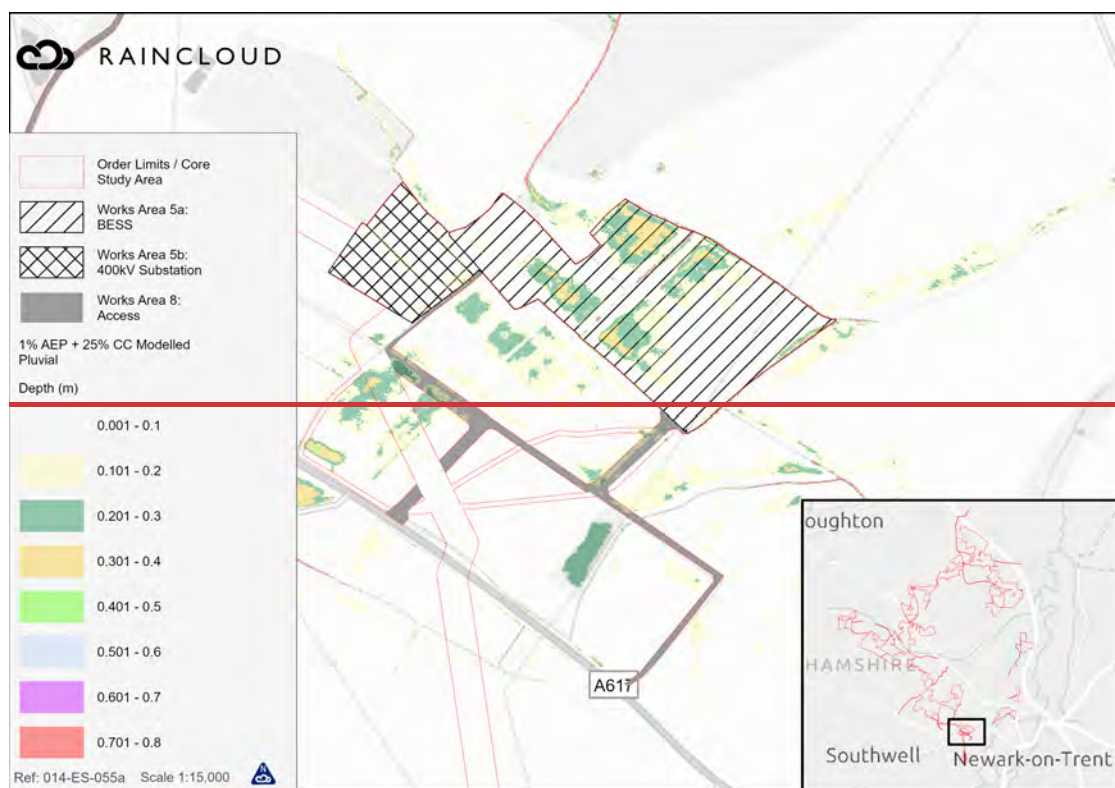 RAINCLOUD
Order Limits / Core
Study Area
Works Area 5a:
BESS
Works Area 5b:
400kV Substation
Works Area 8:
Access
1% AEP + 25% CC Modelled
Pluvial
Depth (m)
0.001 - 0.1
0.101 - 0.2
0.201 - 0.3
0.301 - 0.4
0.401 - 0.5
0.501 - 0.6
0.601 - 0.7
0.701 - 0.8
Ref: 014-ES-055a Scale 1:15,000
N
A617
oughton
HAMSHIRE
Southwell
Newark-on-Trent